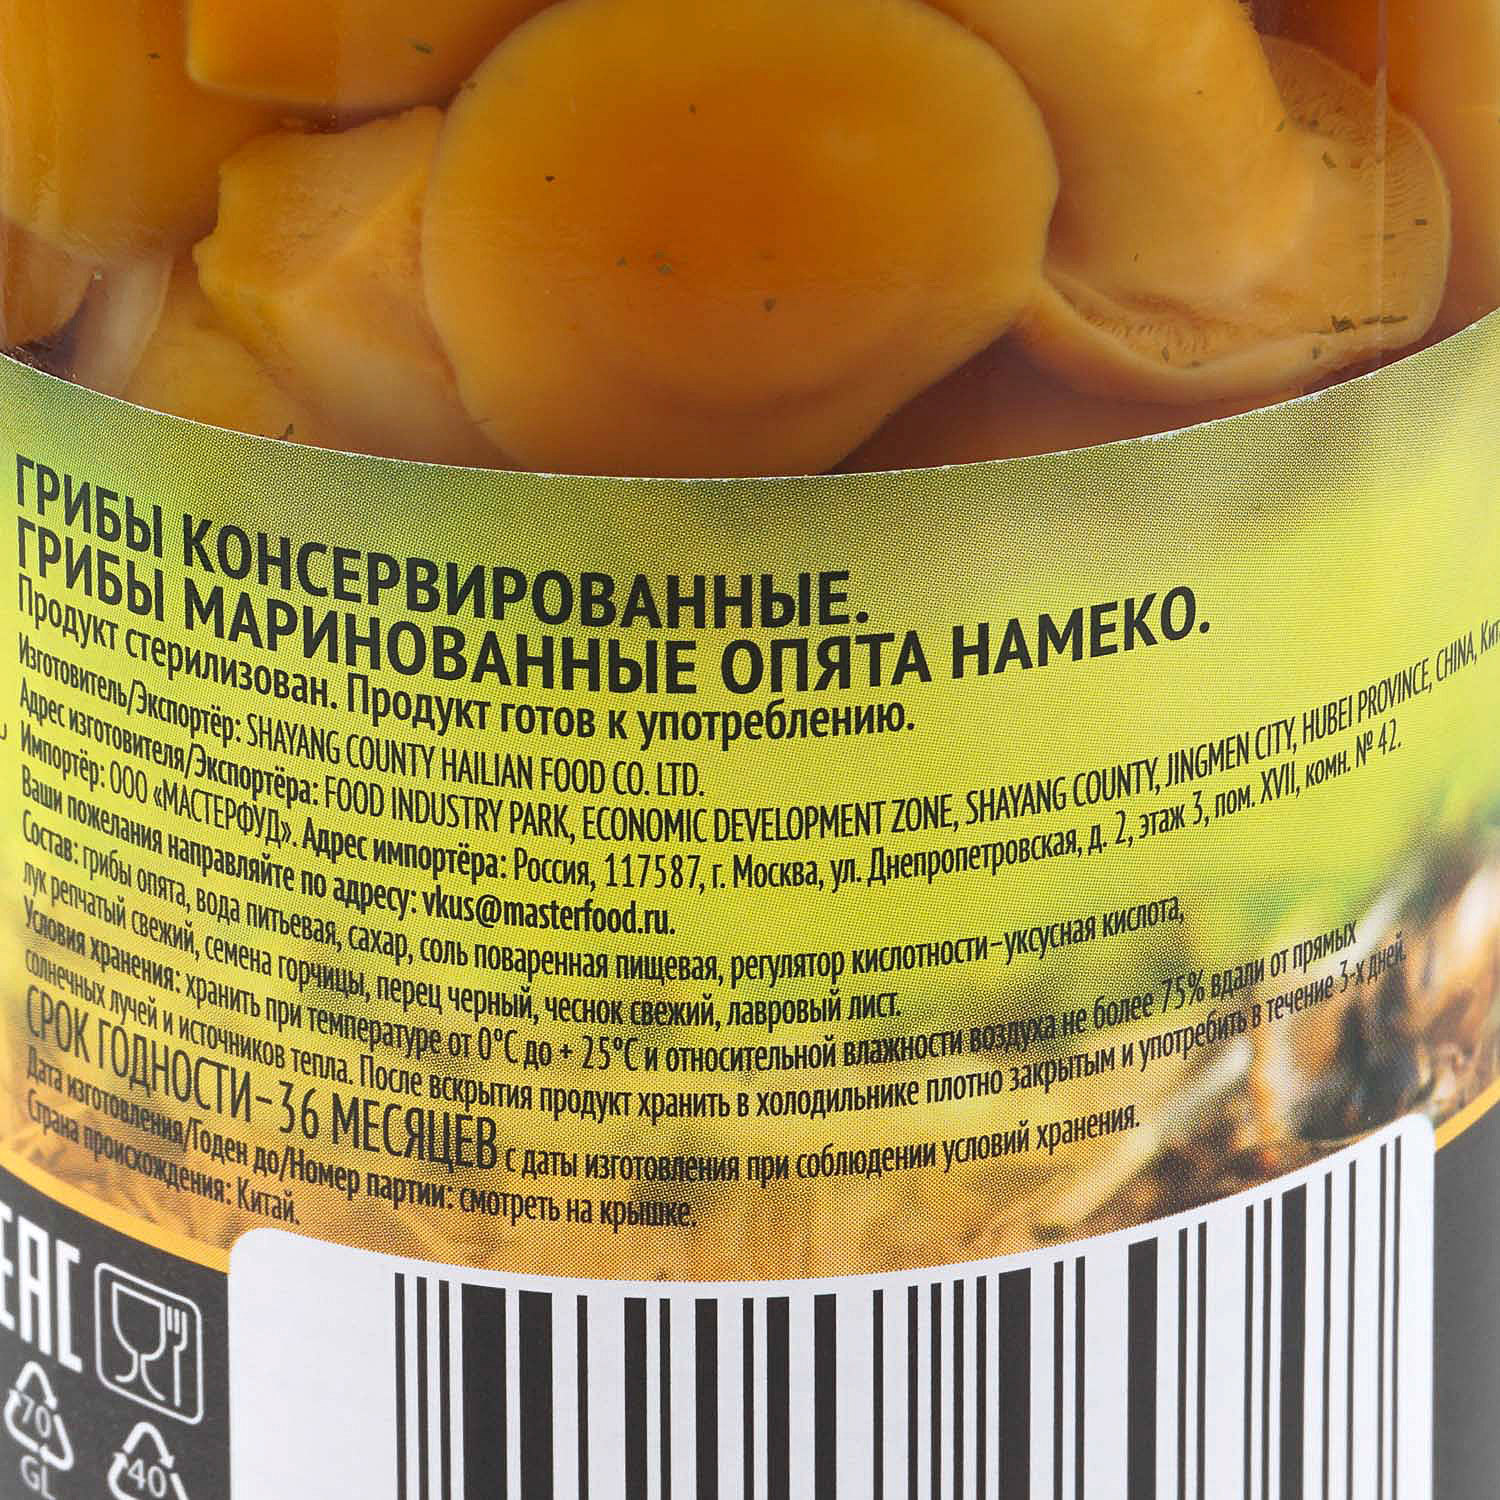 ГРИБЫ КОНСЕРВИРОВАННЫЕ.
ГРИБЫ МАРИНОВАННЫЕ ОПЯТА НАМЕКО.
Продукт стерилизован. Продукт готов к употреблению.
Изготовитель/Экспортёр: SHAYANG COUNTY HAILIAN FOOD CO. LTD.
Адрес изготовителя/Экспортёра: FOOD INDUSTRY PARK, ECONOMIC DEVELOPMENT ZONE, SHAYANG COUNTY, JINGMEN CITY, HUBEI PROVINCE, CHINA, Кит
Импортёр: ООО «МАСТЕРФУД». Адрес импортёра: Россия, 117587, г. Москва, ул. Днепропетровская, д. 2, этаж 3, пом. XVII, комн. № 42.
Ваши пожелания направляйте по адресу: vkus@masterfood.ru.
Состав: грибы опята, вода питьевая, сахар, соль поваренная пищевая, регулятор кислотности–уксусная кислота,
лук репчатый свежий, семена горчицы, перец черный, чеснок свежий, лавровый лист.
Условия хранения: хранить при температуре от 0°С до + 25°С и относительной влажности воздуха не более 75% вдали от прямых
солнечных лучей и источников тепла. После вскрытия продукт хранить в холодильнике плотно закрытым и употребить в течение 3-х дней.
СРОК ГОДНОСТИ–36 МЕСЯЦЕВ с даты изготовления при соблюдении условий хранения.
Дата изготовления/Годен до/Номер партии: смотреть на крышке.
Страна происхождения: Китай.
EAC
70
GL
40